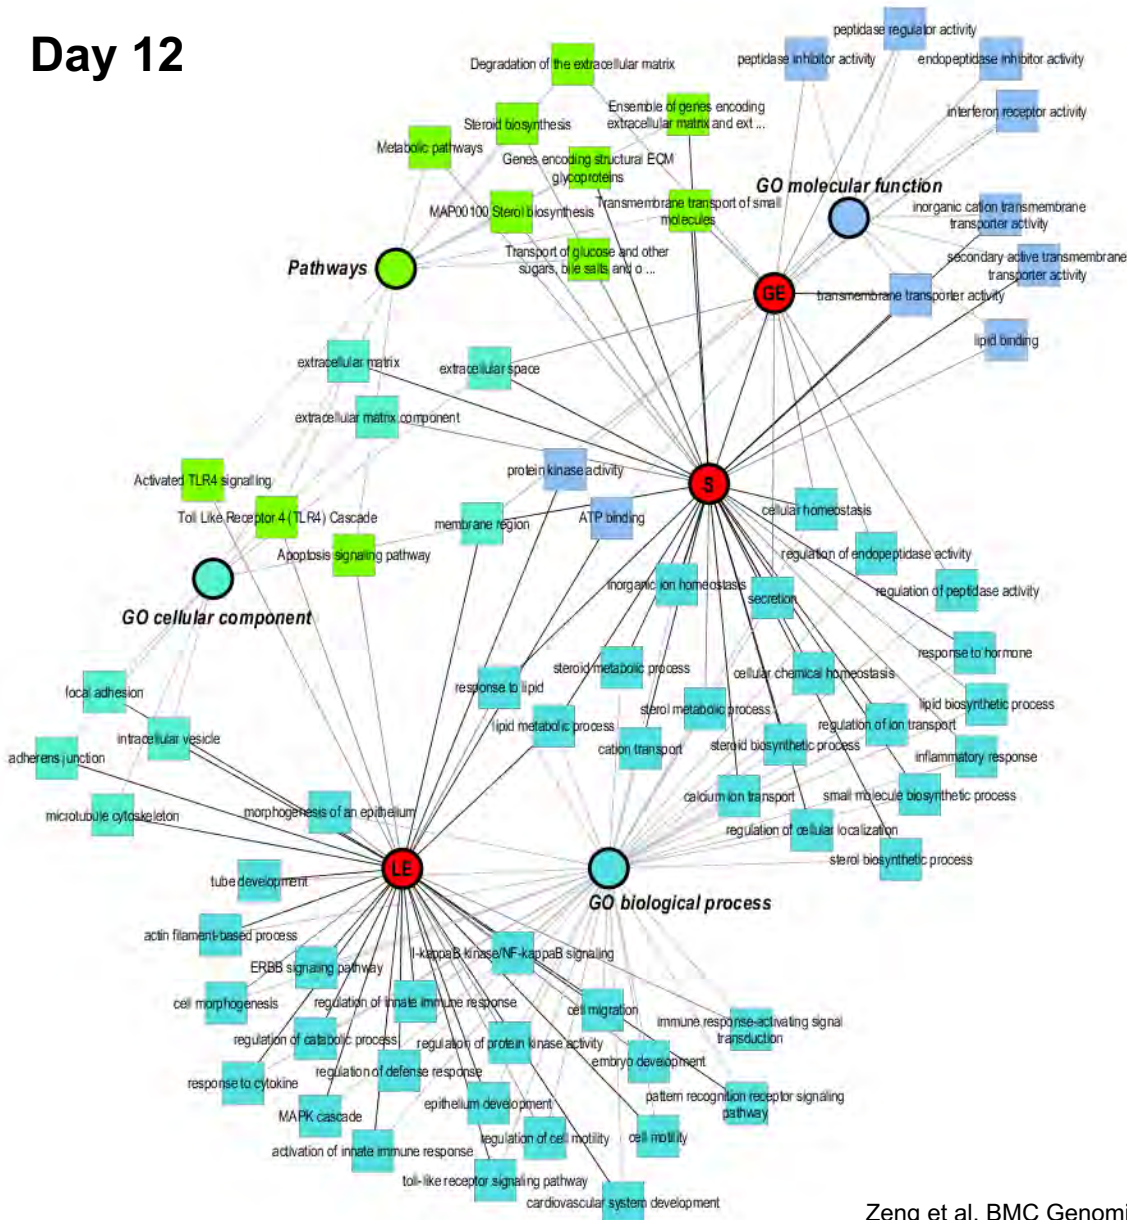 Day 12
peptidase regulator activity
peptidase inhibitor activity
endopeptidase inhibitor activity
Degradation of the extracellular matrix
Ensemble of genes encoding
extracellular matrix and ext ...
interferon receptor activity
Steroid biosynthesis
Metabolic pathways
Genes encoding structural ECM
glycoproteins
GO molecular function
MAP00100 Sterol biosynthesis
Transmembrane transport of small
molecules
inorganic cation transmembrane
transporter activity
Transport of glucose and other
sugars, bile salts and o ...
secondary active transmembrane
transporter activity
Pathways
GE
transmembrane transporter activity
lipid binding
extracellular matrix
extracellular space
extracellular matrix component
protein kinase activity
Activated TLR4 signalling
S
Toll Like Receptor 4 (TLR4) Cascade
membrane region
ATP binding
cellular homeostasis
Apoptosis signaling pathway
regulation of endopeptidase activity
inorganic ion homeostasis
secretion
regulation of peptidase activity
GO cellular component
response to hormone
steroid metabolic process
cellular chemical homeostasis
focal adhesion
response to lipid
sterol metabolic process
lipid biosynthetic process
lipid metabolic process
regulation of ion transport
intracellular vesicle
cation transport
steroid biosynthetic process
inflammatory response
adherens junction
calcium ion transport
small molecule biosynthetic process
microtubule cytoskeleton
morphogenesis of an epithelium
regulation of cellular localization
sterol biosynthetic process
LE
tube development
GO biological process
actin filament-based process
I-kappaB kinase/NF-kappaB signaling
ERBB signaling pathway
cell morphogenesis
regulation of innate immune response
cell migration
immune response-activating signal
transduction
regulation of catabolic process
regulation of protein kinase activity
embryo development
response to cytokine
regulation of defense response
pattern recognition receptor signaling
pathway
epithelium development
MAPK cascade
regulation of cell motility
cell motility
activation of innate immune response
toll-like receptor signaling pathway
cardiovascular system development
Zeng et al. BMC Genomi